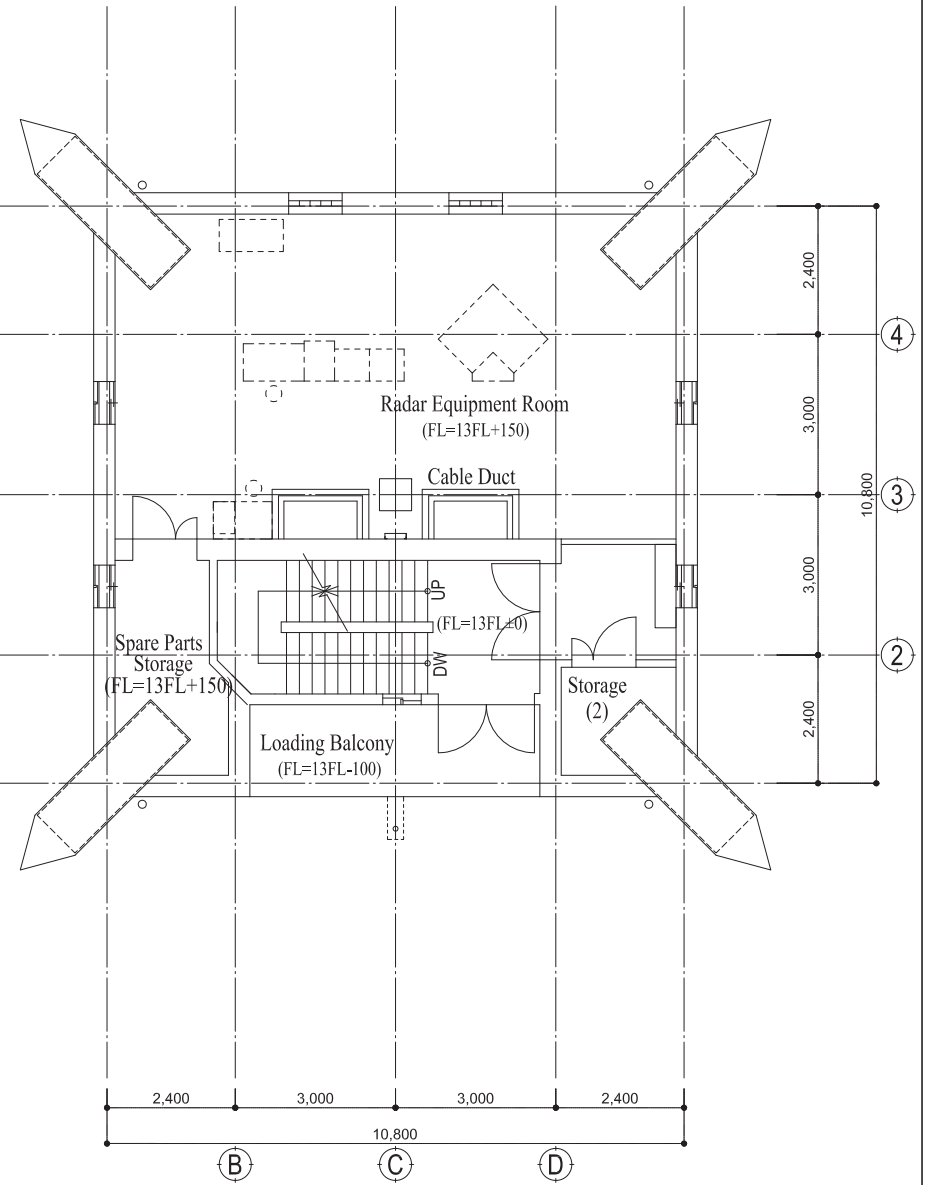 2,400
4
3,000
Radar Equipment Room
(FL=13FL+150)
Cable Duct
3
10,800
3,000
UP
(FL=13FL±0)
DW
2
Spare Parts
Storage
(FL=13FL+150)
Storage
(2)
2,400
Loading Balcony
(FL=13FL-100)
2,400
3,000
3,000
2,400
10,800
B
C
D